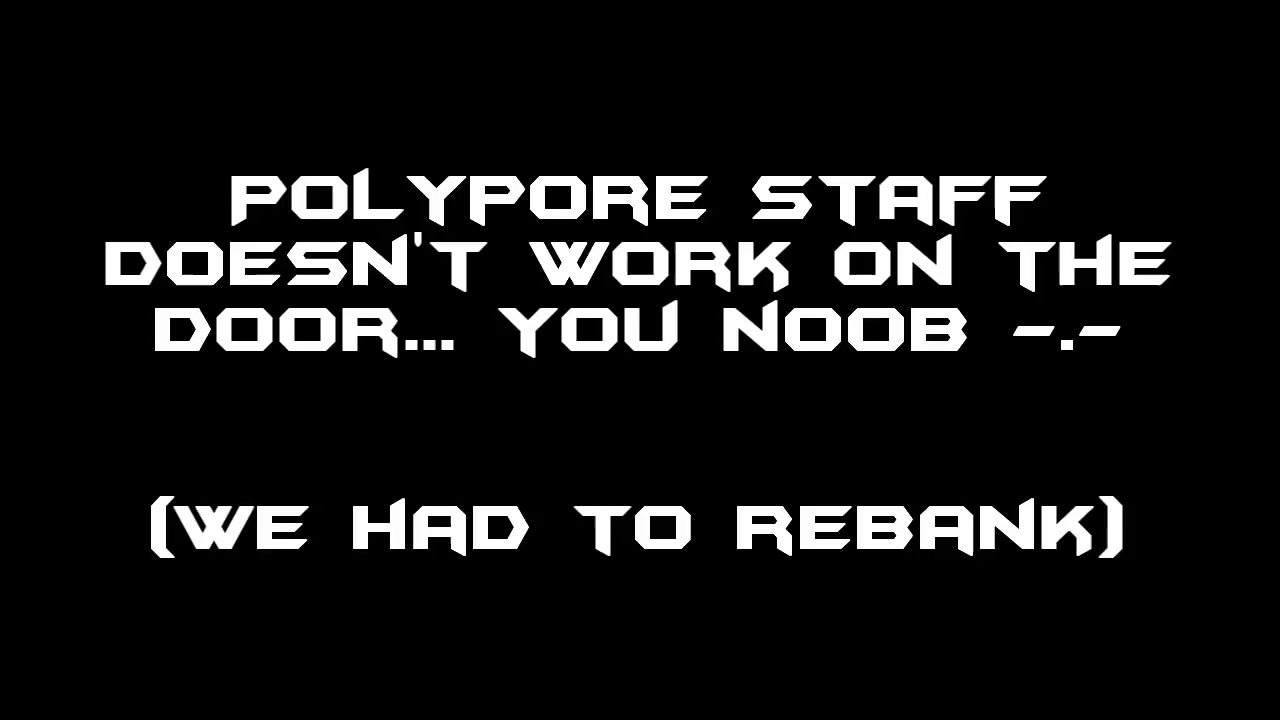 POLYPORE STAFF
DOESN'T WORK ON THE
DOOR... YOU NOOB -.-
(WE HAD TO REBANK)